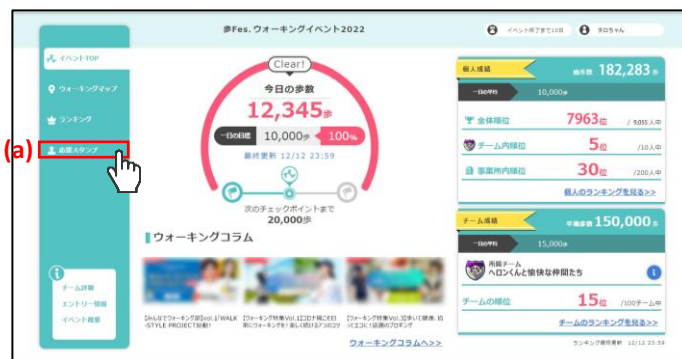 歩Fes.ウォーキングイベント2022
イベント終了まで10日
タロちゃん
イベントTOP
ウォーキングマップ
ランキング
(a)
応援スタンプ
チーム詳細
エントリー情報
イベント概要
Clear!
今日の歩数
12,345歩
一日の目標 10,000歩 100%
最終更新 12/12 23:59
次のチェックポイントまで
20,000歩
ウォーキングコラム
ウォーキングコラムへ>>
個人成績
総歩数 182,283歩
一日の平均 10,000歩
全体順位 7963位 / 9,055人中
チーム内順位 5位 /10人中
事業所内順位 30位 /200人中
個人のランキングを見る>>
チーム成績
平均歩数 150,000歩
一日の平均 15,000歩
所属チーム
ヘロンくんと愉快な仲間たち
チームの順位 15位 /100チーム中
チームのランキングを見る>>
ランキング最終更新 12/12 23:59